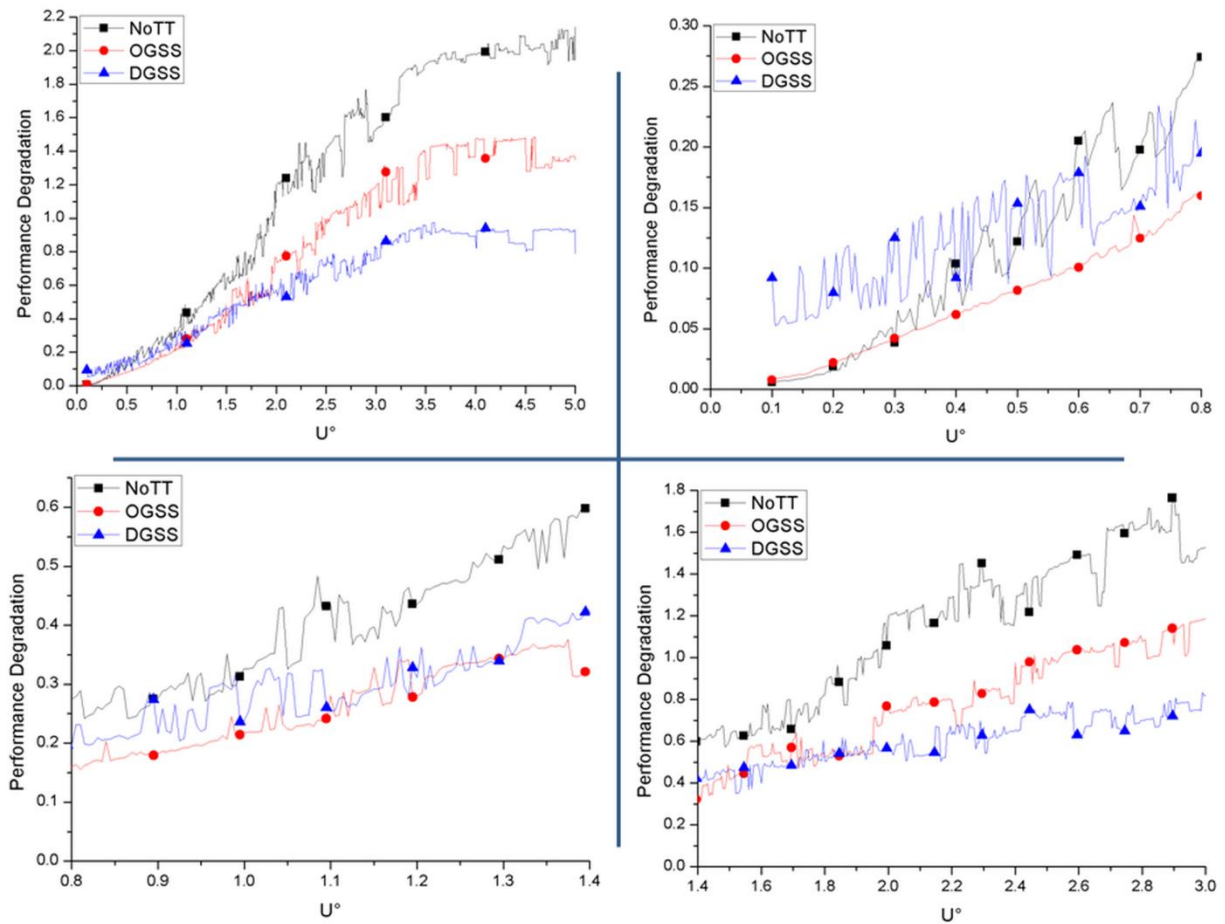 2.2
2.0
1.8
1.6
1.4
1.2
1.0
0.8
0.6
0.4
0.2
0.0
Performance Degradation
NoTT
OGSS
DGSS
0.0 0.5 1.0 1.5 2.0 2.5 3.0 3.5 4.0 4.5 5.0
U°
0.30
0.25
0.20
0.15
0.10
0.05
0.00
Performance Degradation
NoTT
OGSS
DGSS
0.0 0.1 0.2 0.3 0.4 0.5 0.6 0.7 0.8
U°
0.6
0.5
0.4
0.3
0.2
0.1
0.0
Performance Degradation
NoTT
OGSS
DGSS
0.8 0.9 1.0 1.1 1.2 1.3 1.4
U°
1.8
1.6
1.4
1.2
1.0
0.8
0.6
0.4
0.2
0.0
Performance Degradation
NoTT
OGSS
DGSS
1.4 1.6 1.8 2.0 2.2 2.4 2.6 2.8 3.0
U°